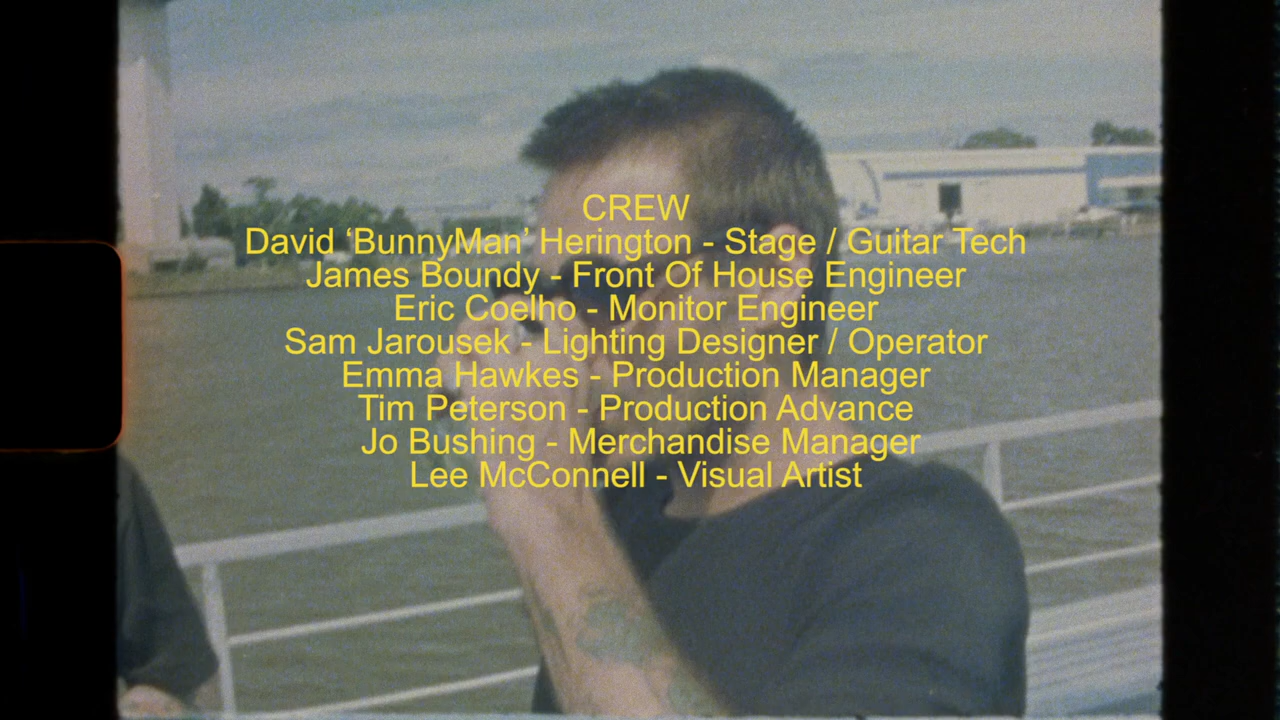 CREW
David ‘BunnyMan’ Herington - Stage / Guitar Tech
James Boundy - Front Of House Engineer
Eric Coelho - Monitor Engineer
Sam Jarousek - Lighting Designer / Operator
Emma Hawkes - Production Manager
Tim Peterson - Production Advance
Jo Bushing - Merchandise Manager
Lee McConnell - Visual Artist